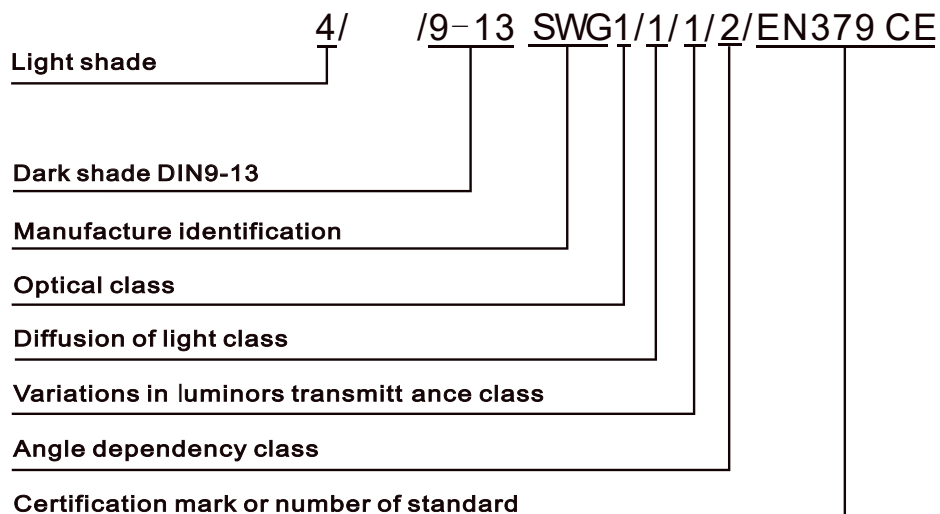 4/ /9-13 SWG1/1/1/2/EN379 CE
Light shade
Dark shade DIN9-13
Manufacture identification
Optical class
Diffusion of light class
Variations in luminors transmitt ance class
Angle dependency class
Certification mark or number of standard